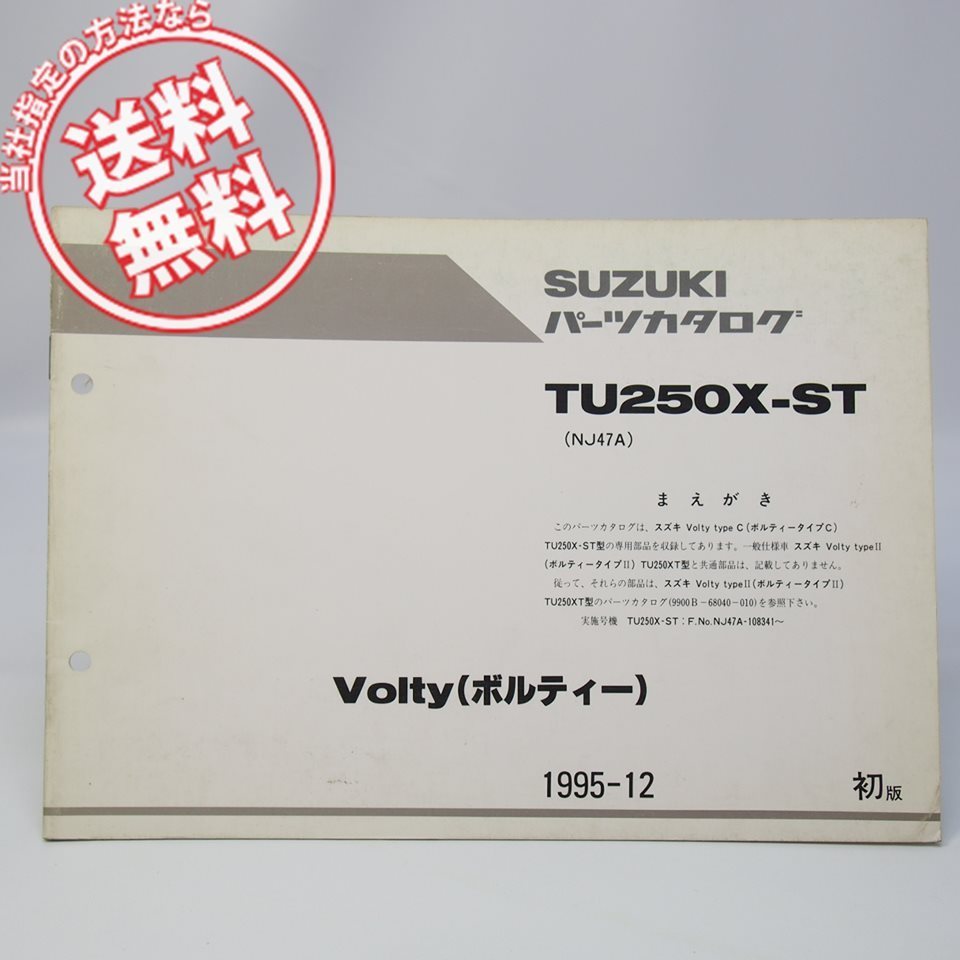 当社指定の方法なら
送料
無料
SUZUKI
パーツカタログ
TU250X-ST
(NJ47A)
まえがき
このパーツカタログは、スズキ Volty type C(ボルティータイプC)
TU250X-ST型の専用部品を収録してあります。一般仕様車 スズキ Volty typeⅡ
(ボルティータイプⅡ) TU250XT型と共通部品は、記載してありません。
従って、それらの部品は、スズキ Volty typeⅡ(ボルティータイプⅡ)
TU250XT型のパーツカタログ(9900B-68040-010)を参照下さい。
実施号機 TU250X-ST:F.No.NJ47A-108341~
Volty(ボルティー)
1995-12
初版